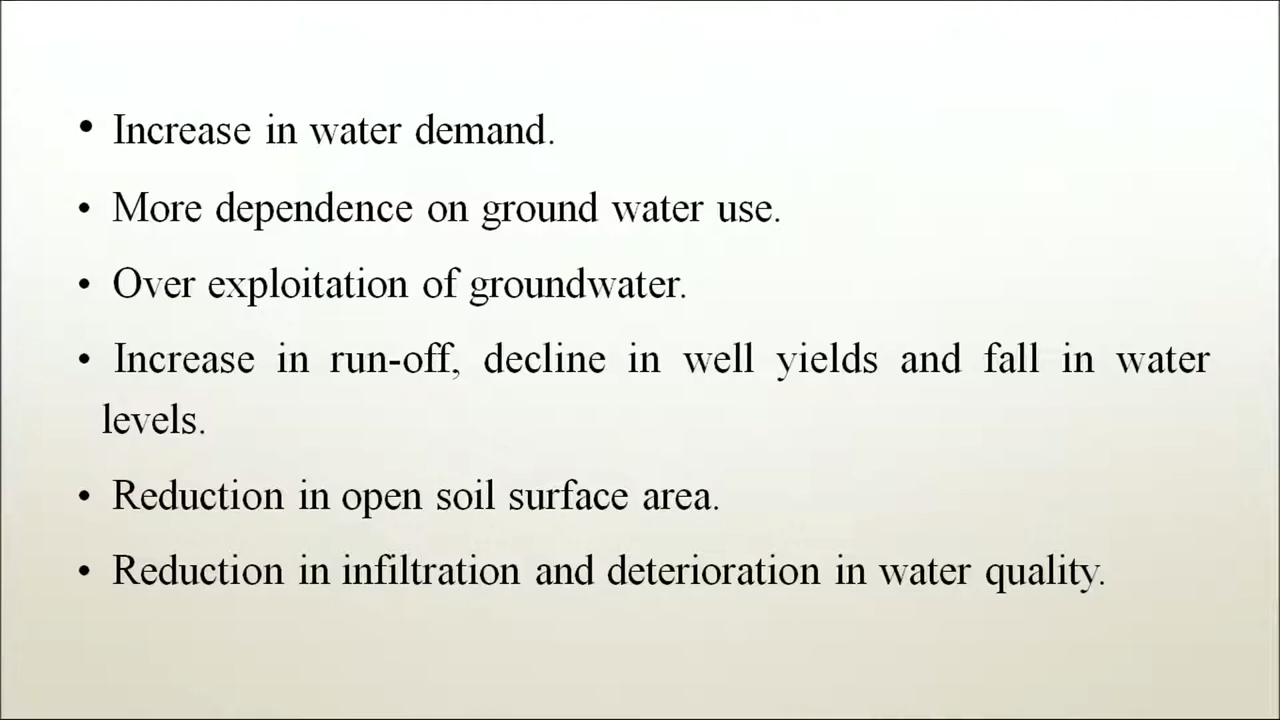 • Increase in water demand.
• More dependence on ground water use.
• Over exploitation of groundwater.
• Increase in run-off, decline in well yields and fall in water
levels.
• Reduction in open soil surface area.
• Reduction in infiltration and deterioration in water quality.